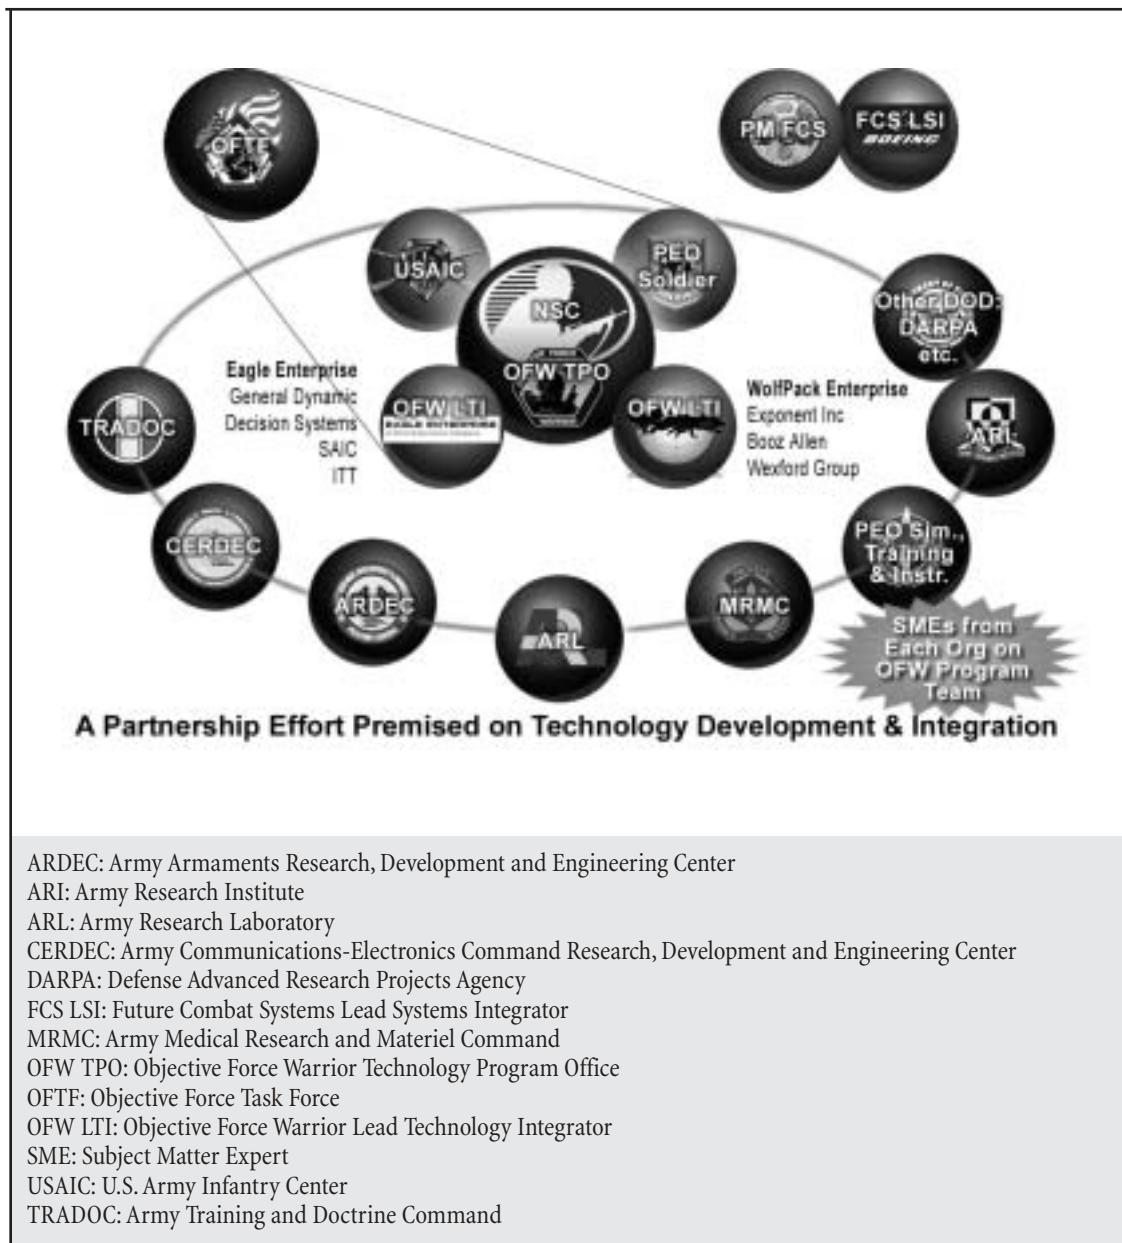 OFTF
PM FCS
FCS LSI
BOEING
USAIC
PEO
Soldier
NSC
OFW TPO
Other DOD:
DARPA
etc.
Eagle Enterprise
General Dynamic
Decision Systems
SAIC
ITT
OFW LTI
EAGLE ENTERPRISE
OFW LTI
WolfPack Enterprise
Exponent Inc
Booz Allen
Wexford Group
TRADOC
ARI
CERDEC
PEO Sim.,
Training
& Instr.
ARDEC
ARL
MRMC
SMEs from
Each Org on
OFW Program
Team
A Partnership Effort Premised on Technology Development & Integration
ARDEC: Army Armaments Research, Development and Engineering Center
ARI: Army Research Institute
ARL: Army Research Laboratory
CERDEC: Army Communications-Electronics Command Research, Development and Engineering Center
DARPA: Defense Advanced Research Projects Agency
FCS LSI: Future Combat Systems Lead Systems Integrator
MRMC: Army Medical Research and Materiel Command
OFW TPO: Objective Force Warrior Technology Program Office
OFTF: Objective Force Task Force
OFW LTI: Objective Force Warrior Lead Technology Integrator
SME: Subject Matter Expert
USAIC: U.S. Army Infantry Center
TRADOC: Army Training and Doctrine Command